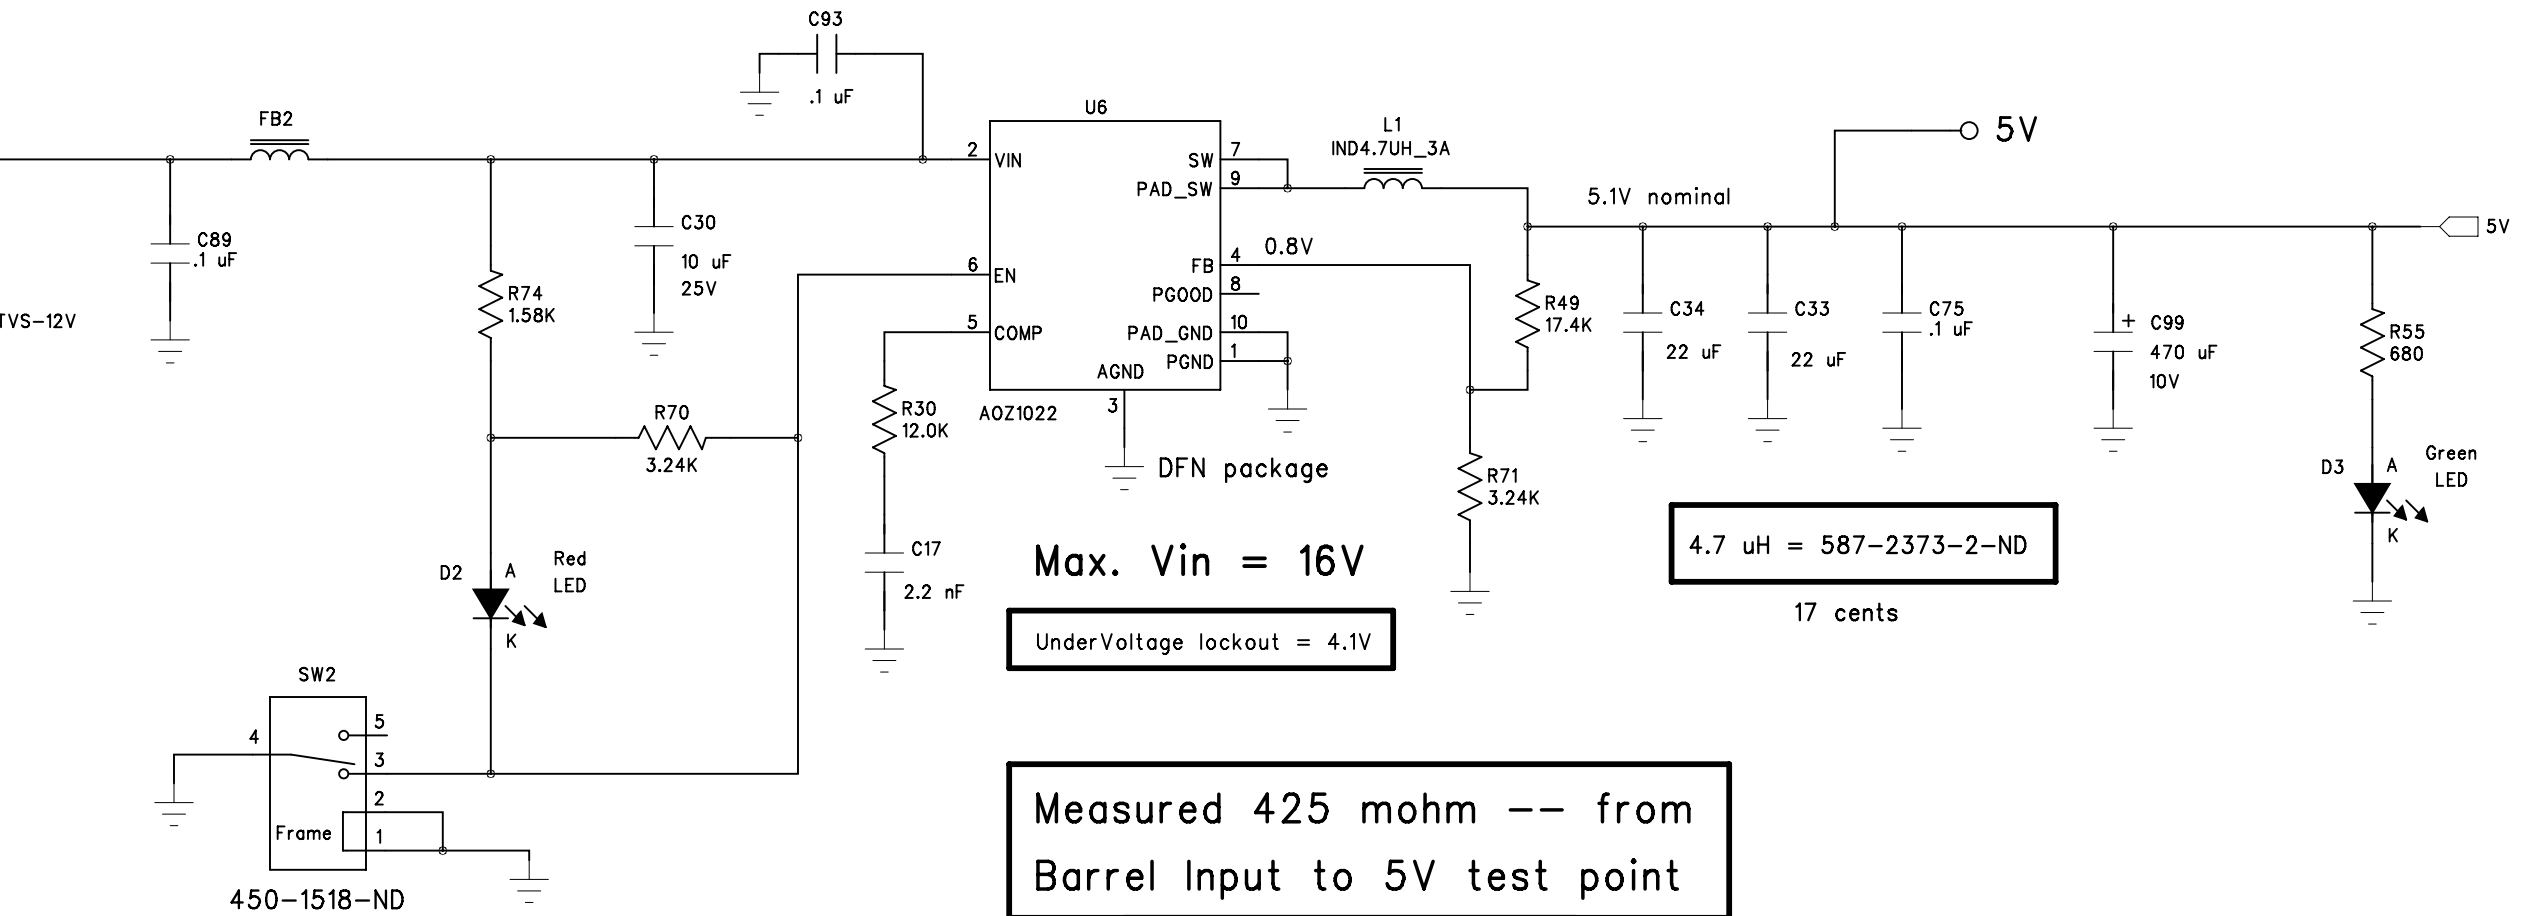 C93
.1 uF
FB2
U6
L1
IND4.7UH_3A
5V
2
VIN
SW
7
PAD_SW
9
5.1V nominal
5V
C89
.1 uF
C30
10 uF
25V
6
EN
FB
4
0.8V
PGOOD
8
R74
1.58K
TVS-12V
5
COMP
PAD_GND
10
PGND
1
AGND
3
AOZ1022
R49
17.4K
C34
22 uF
C33
22 uF
C75
.1 uF
+
C99
470 uF
10V
R55
680
R70
3.24K
R30
12.0K
DFN package
R71
3.24K
D3
A
K
Green
LED
C17
2.2 nF
Max. Vin = 16V
UnderVoltage lockout = 4.1V
4.7 uH = 587-2373-2-ND
17 cents
D2
A
K
Red
LED
SW2
4
5
3
2
1
Frame
450-1518-ND
Measured 425 mohm -- from
Barrel Input to 5V test point